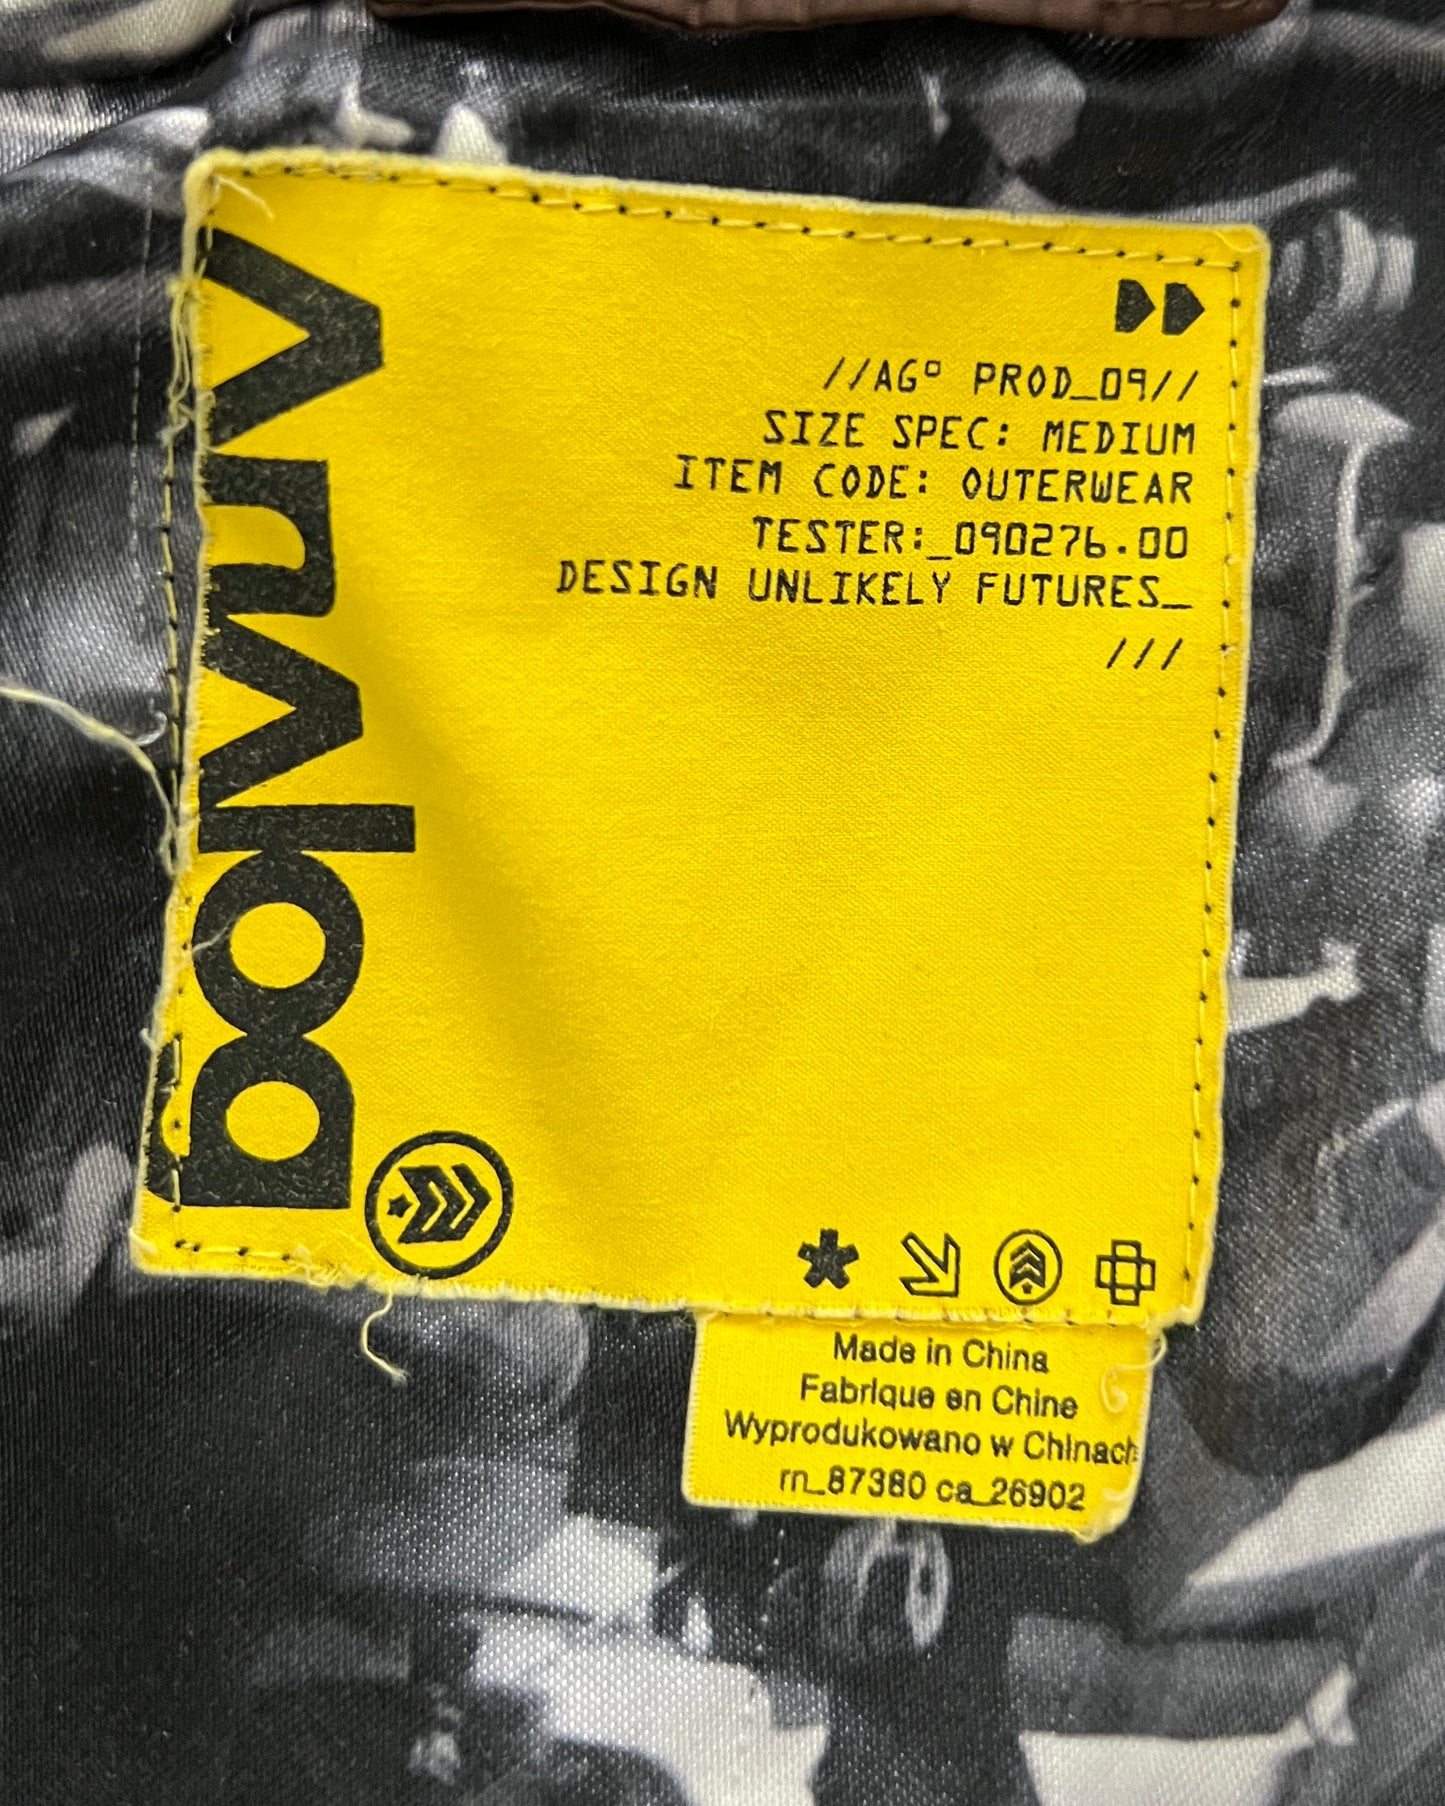 //AG° PROD_09//
SIZE SPEC: MEDIUM
ITEM CODE: OUTERWEAR
TESTER:_090276.00
DESIGN UNLIKELY FUTURES_
///
Made in China
Fabrique en Chine
Wyprodukowano w Chinach
rn_87380 ca_26902